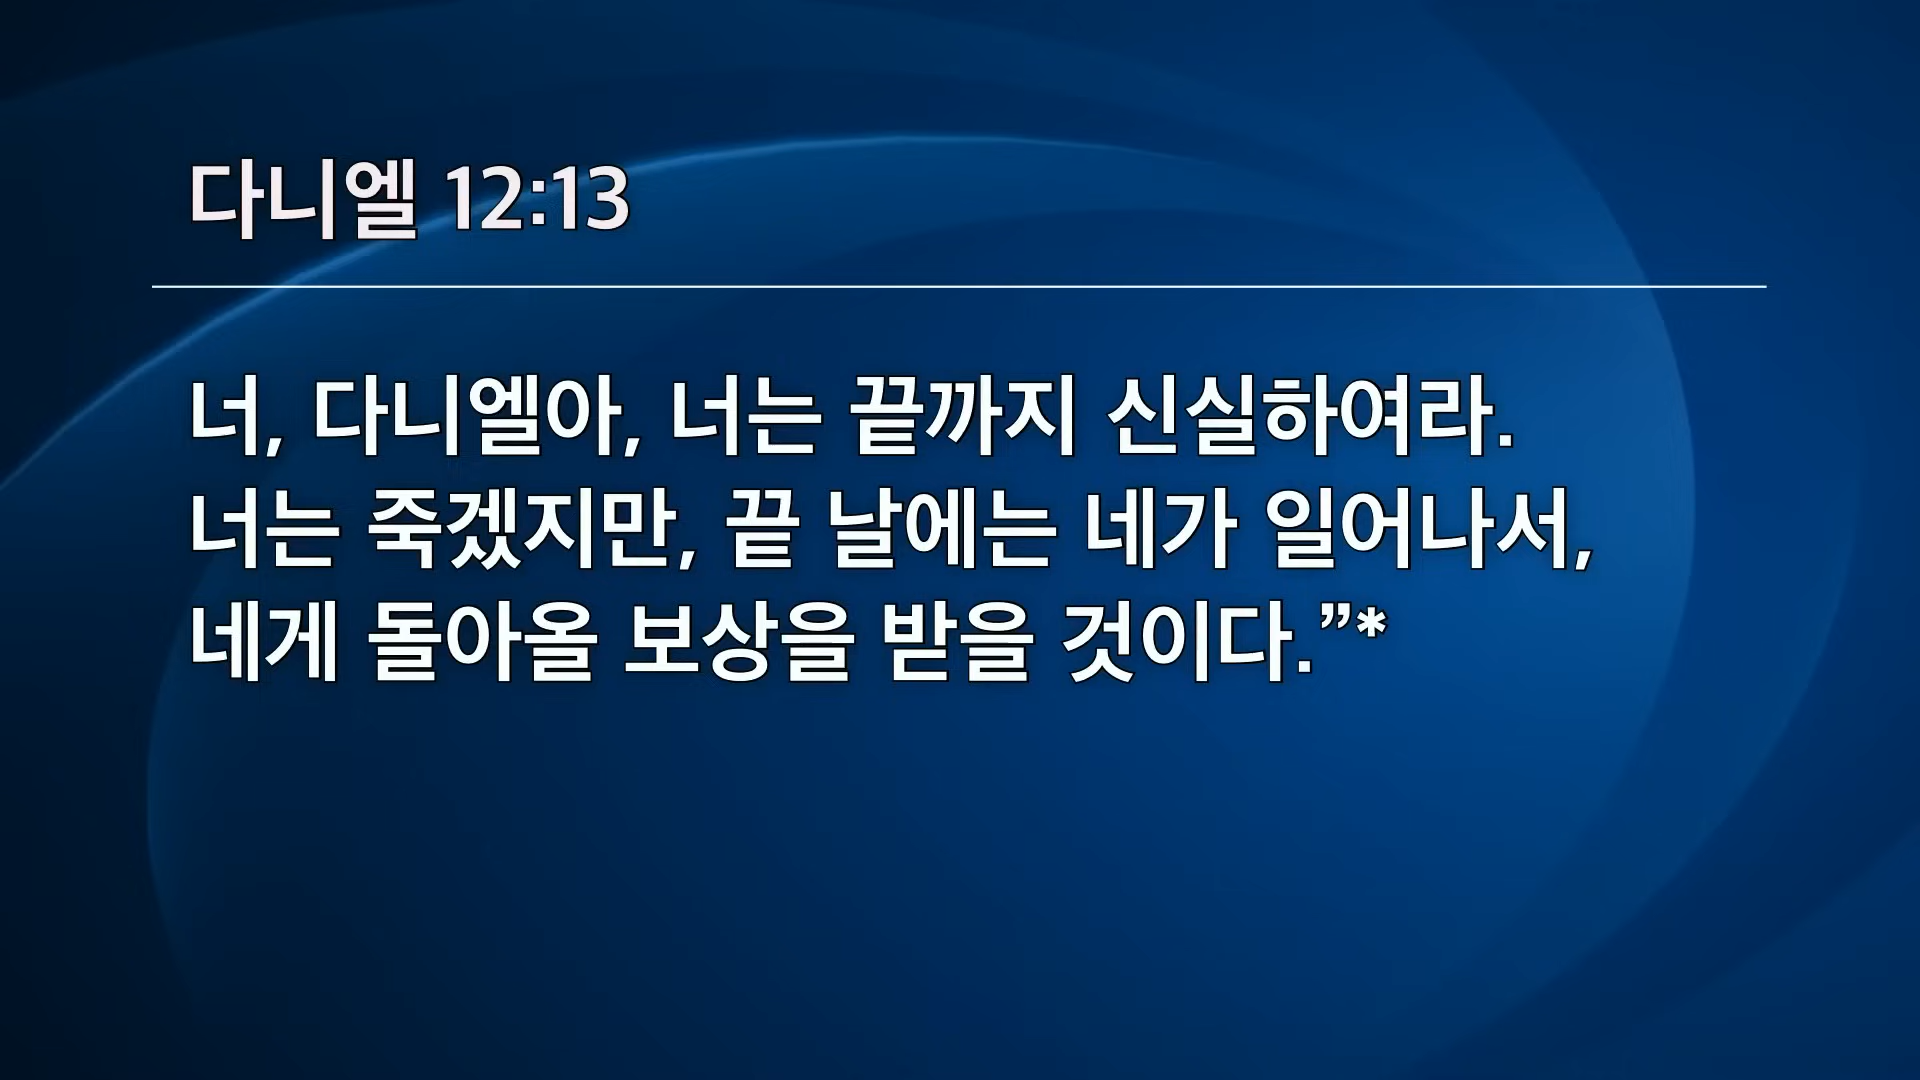 다니엘 12:13
너, 다니엘아, 너는 끝까지 신실하여라.
너는 죽겠지만, 끝 날에는 네가 일어나서,
네게 돌아올 보상을 받을 것이다.”*